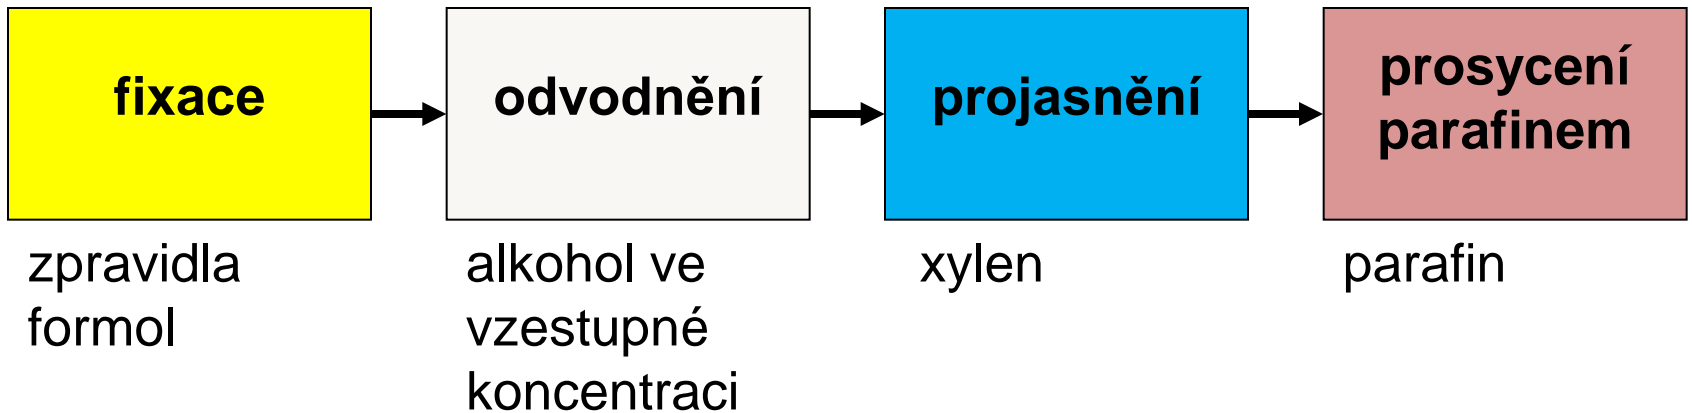 fixace
odvodnění
projasnění
prosycení
parafinem
zpravidla
formol
alkohol ve
vzestupné
koncentraci
xylen
parafin